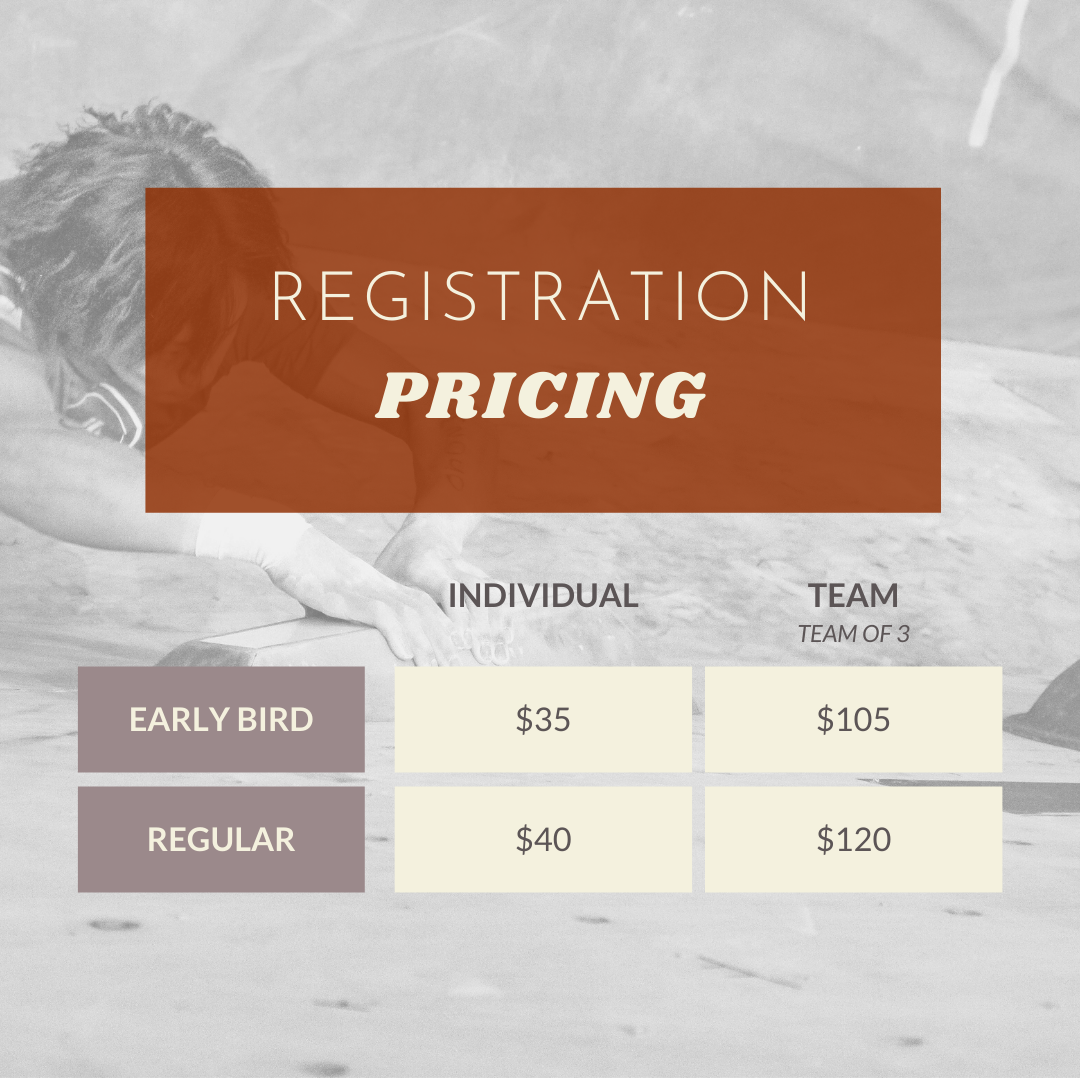 REGISTRATION
PRICING
INDIVIDUAL TEAM
TEAM OF 3
EARLY BIRD $35 $105
REGULAR $40 $120